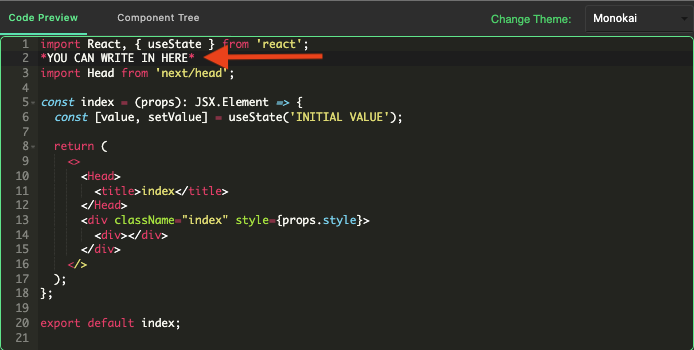 Code Preview
Component Tree
Change Theme:
Monokai
1 import React, { useState } from 'react';
2 *YOU CAN WRITE IN HERE*
3 import Head from 'next/head';
4
5 const index = (props): JSX.Element => {
6   const [value, setValue] = useState('INITIAL VALUE');
7
8   return (
9     <>
10       <Head>
11         <title>index</title>
12       </Head>
13       <div className="index" style={props.style}>
14         <div></div>
15       </div>
16     </>
17   );
18 };
19
20 export default index;
21